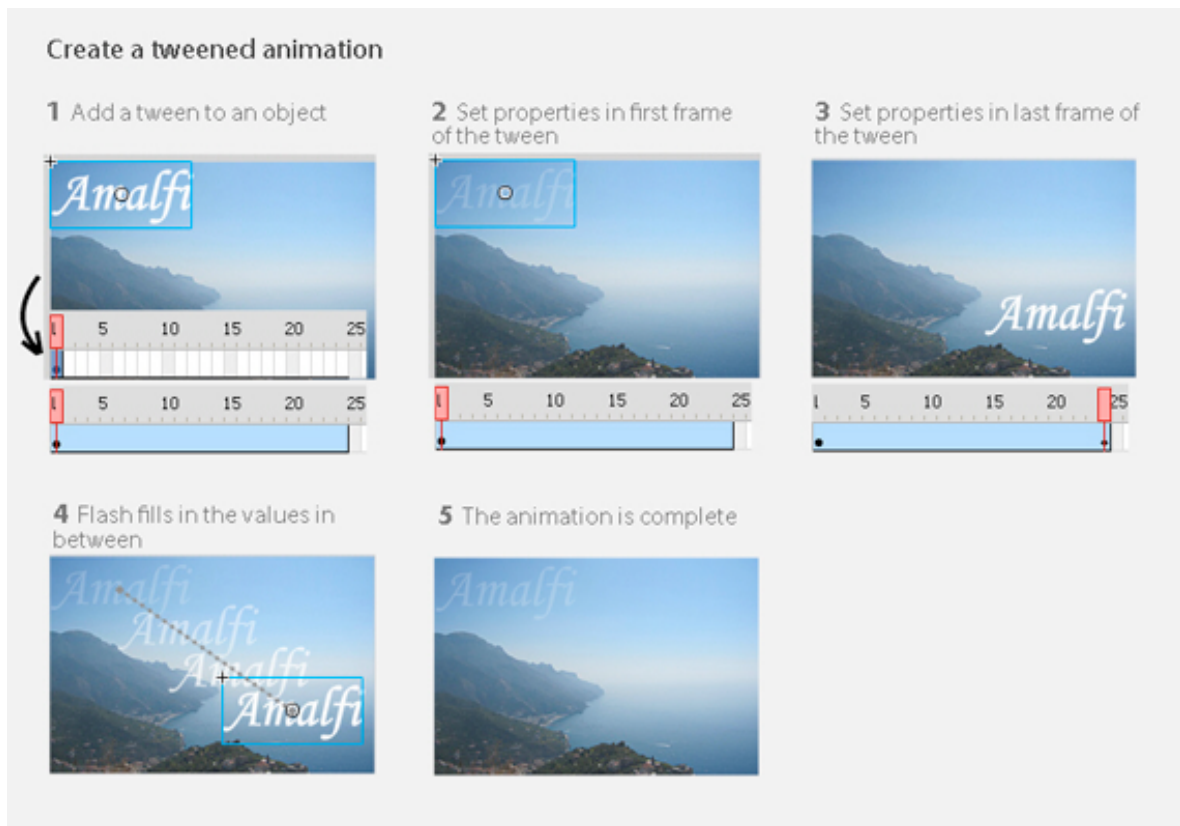 Create a tweened animation
1 Add a tween to an object
2 Set properties in first frame
of the tween
3 Set properties in last frame of
the tween
Amalfi
1 5 10 15 20 25
1 5 10 15 20 25
Amalfi
1 5 10 15 20 25
Amalfi
1 5 10 15 20 25
4 Flash fills in the values in
between
5 The animation is complete
Amalfi
Amalfi
Amalfi
Amalfi
Amalfi